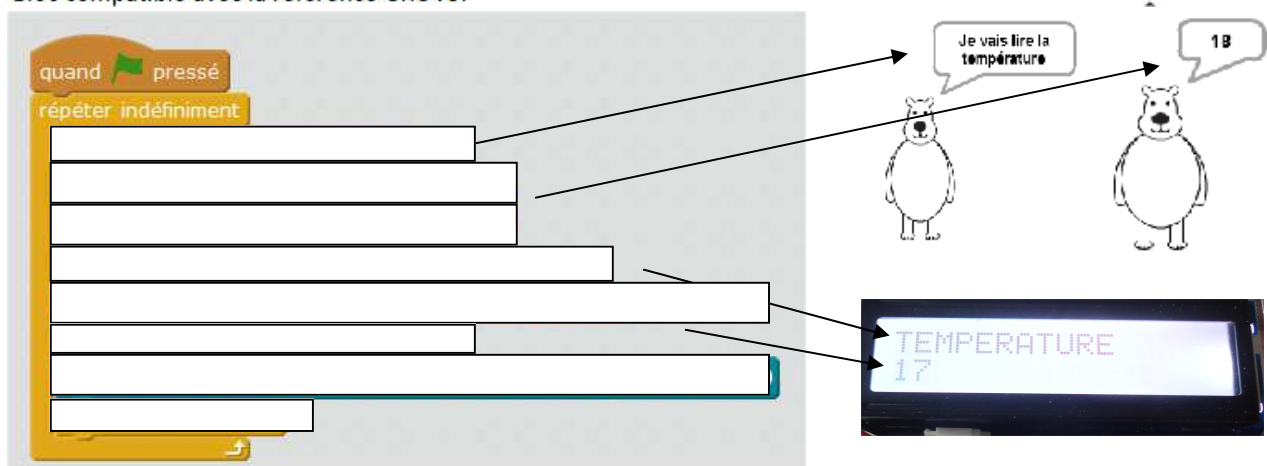 quand pressé
répéter indéfiniment
Je vais lire la
température
18
TEMPERATURE
17